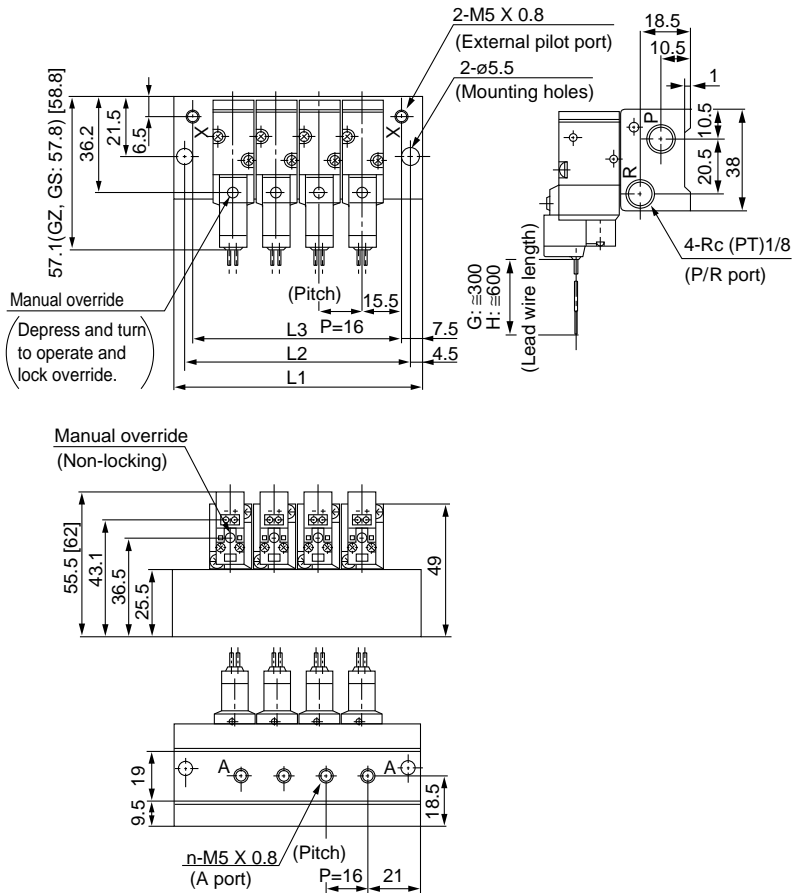 2-M5 X 0.8
(External pilot port)
2-ø5.5
(Mounting holes)
57.1(GZ, GS: 57.8) [58.8]
36.2
21.5
6.5
X
X
Manual override
(Depress and turn
to operate and
lock override.)
(Pitch)
P=16
15.5
L3
7.5
L2
4.5
L1
18.5
10.5
1
P
R
10.5
20.5
38
4-Rc (PT)1/8
(P/R port)
G: ≅300
H: ≅600
(Lead wire length)
Manual override
(Non-locking)
- +
- +
- +
- +
55.5 [62]
43.1
36.5
25.5
49
A
A
19
9.5
18.5
n-M5 X 0.8
(A port)
(Pitch)
P=16
21